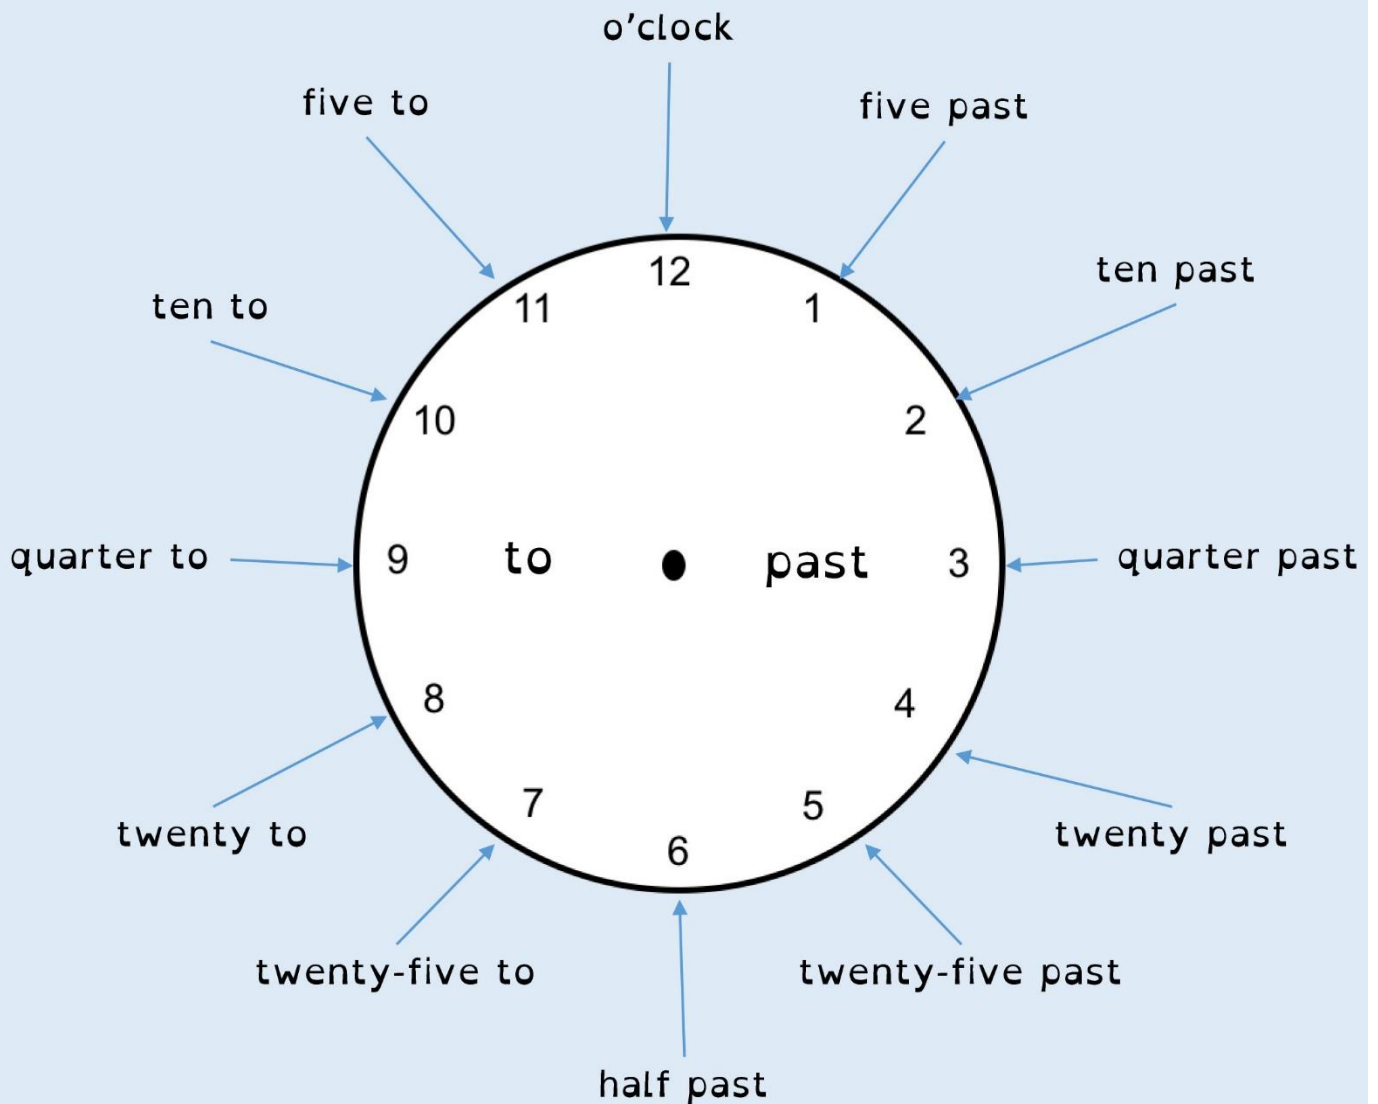 o'clock
five to
five past
12
11
1
ten to
ten past
10
2
quarter to
9
to
past
3
quarter past
8
4
7
5
6
twenty to
twenty past
twenty-five to
twenty-five past
half past